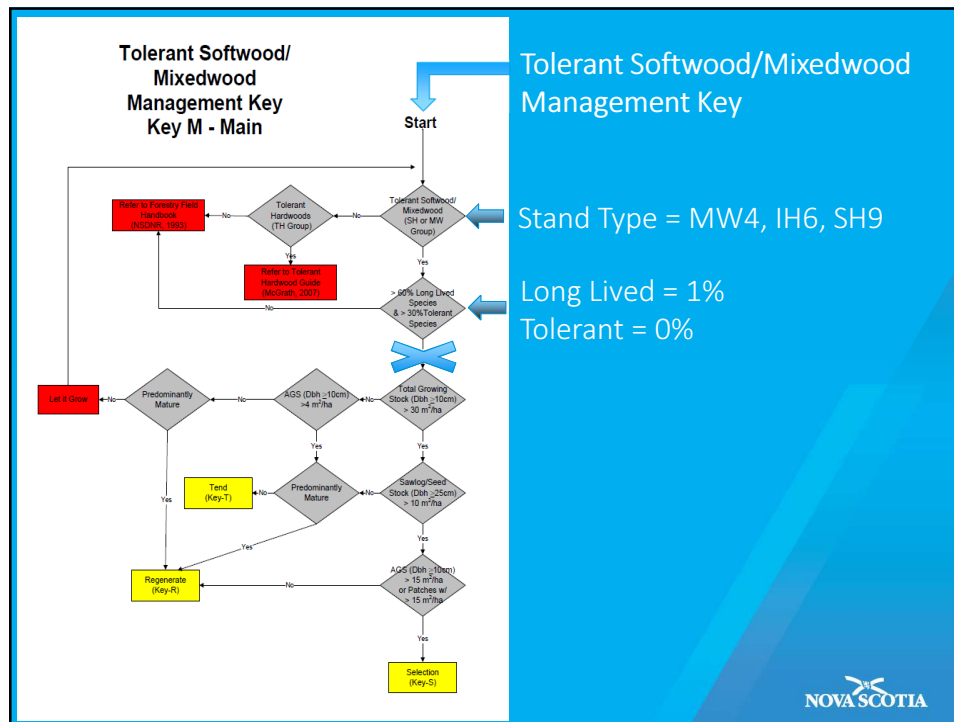 Tolerant Softwood/
Mixedwood
Management Key
Key M - Main
Start
Tolerant Softwood/
Mixedwood
(SH or MW
Group)
No
Tolerant
Hardwoods
(TH Group)
No
Refer to Forestry Field
Handbook
(NSDNR, 1993)
Yes
Yes
Refer to Tolerant
Hardwood Guide
(McGrath, 2007)
> 60% Long Lived
Species
& > 30%Tolerant
Species
No
Total Growing
Stock (Dbh ≥10cm)
> 30 m²/ha
No
AGS (Dbh ≥10cm)
>4 m²/ha
No
Predominantly
Mature
No
Let it Grow
Yes
Yes
Yes
Sawlog/Seed
Stock (Dbh ≥25cm)
> 10 m²/ha
No
Predominantly
Mature
No
Tend
(Key-T)
Yes
Yes
AGS (Dbh ≥10cm)
> 15 m²/ha
or Patches w/
> 15 m²/ha
No
Regenerate
(Key-R)
Yes
Selection
(Key-S)
Tolerant Softwood/Mixedwood
Management Key
Stand Type = MW4, IH6, SH9
Long Lived = 1%
Tolerant = 0%
NOVA SCOTIA